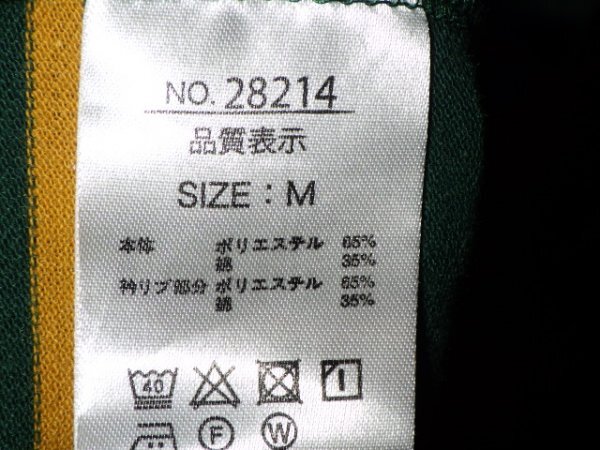 NO. 28214
品質表示
SIZE : M
本体 ポリエステル 65%
綿 35%
衿リブ部分 ポリエステル 65%
綿 35%
40
F W